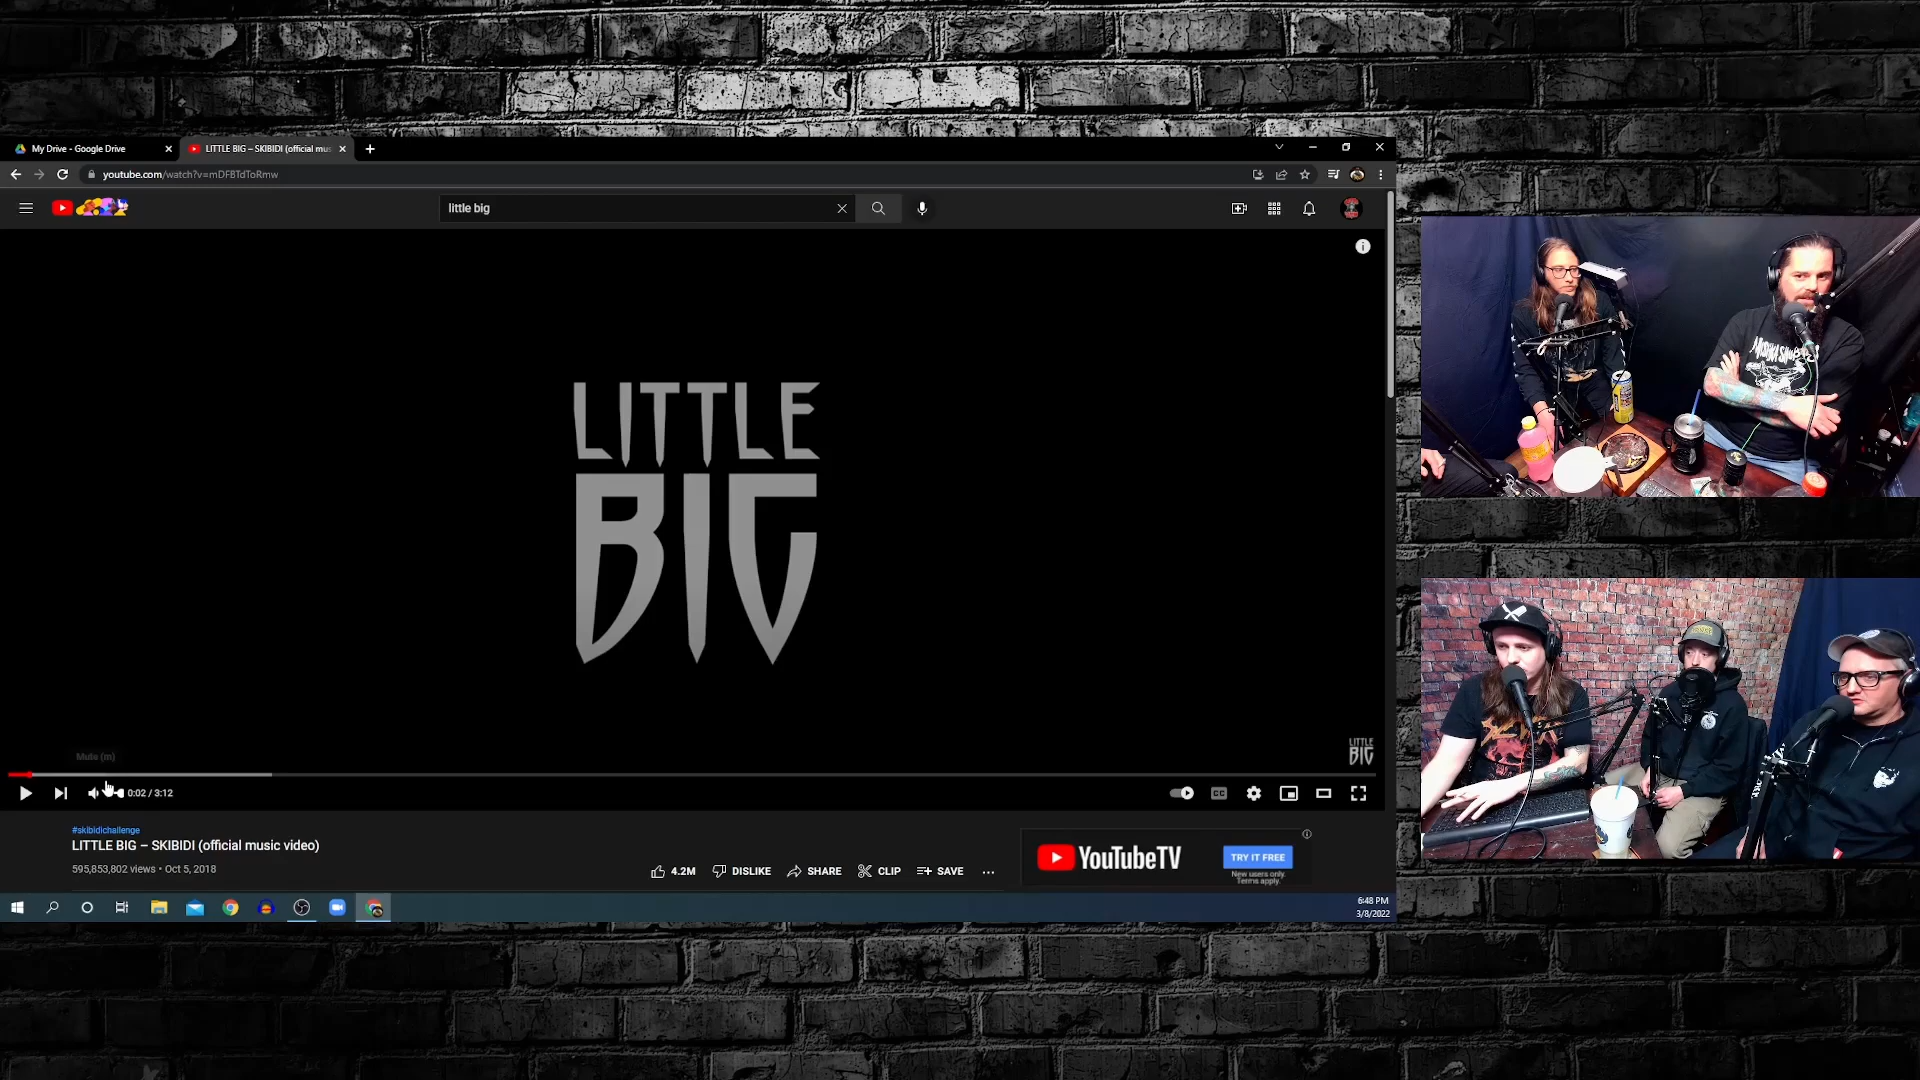 My Drive - Google Drive
LITTLE BIG – SKIBIDI (official mus
youtube.com/watch?v=mDFBTdToRmw
little big
LITTLE
BIG
LITTLE
BIG
Mute (m)
0:02 / 3:12
CC
#skibidichallenge
LITTLE BIG – SKIBIDI (official music video)
595,853,802 views • Oct 5, 2018
4.2M
DISLIKE
SHARE
CLIP
SAVE
YouTubeTV
TRY IT FREE
New users only.
Terms apply.
6:48 PM
3/8/2022